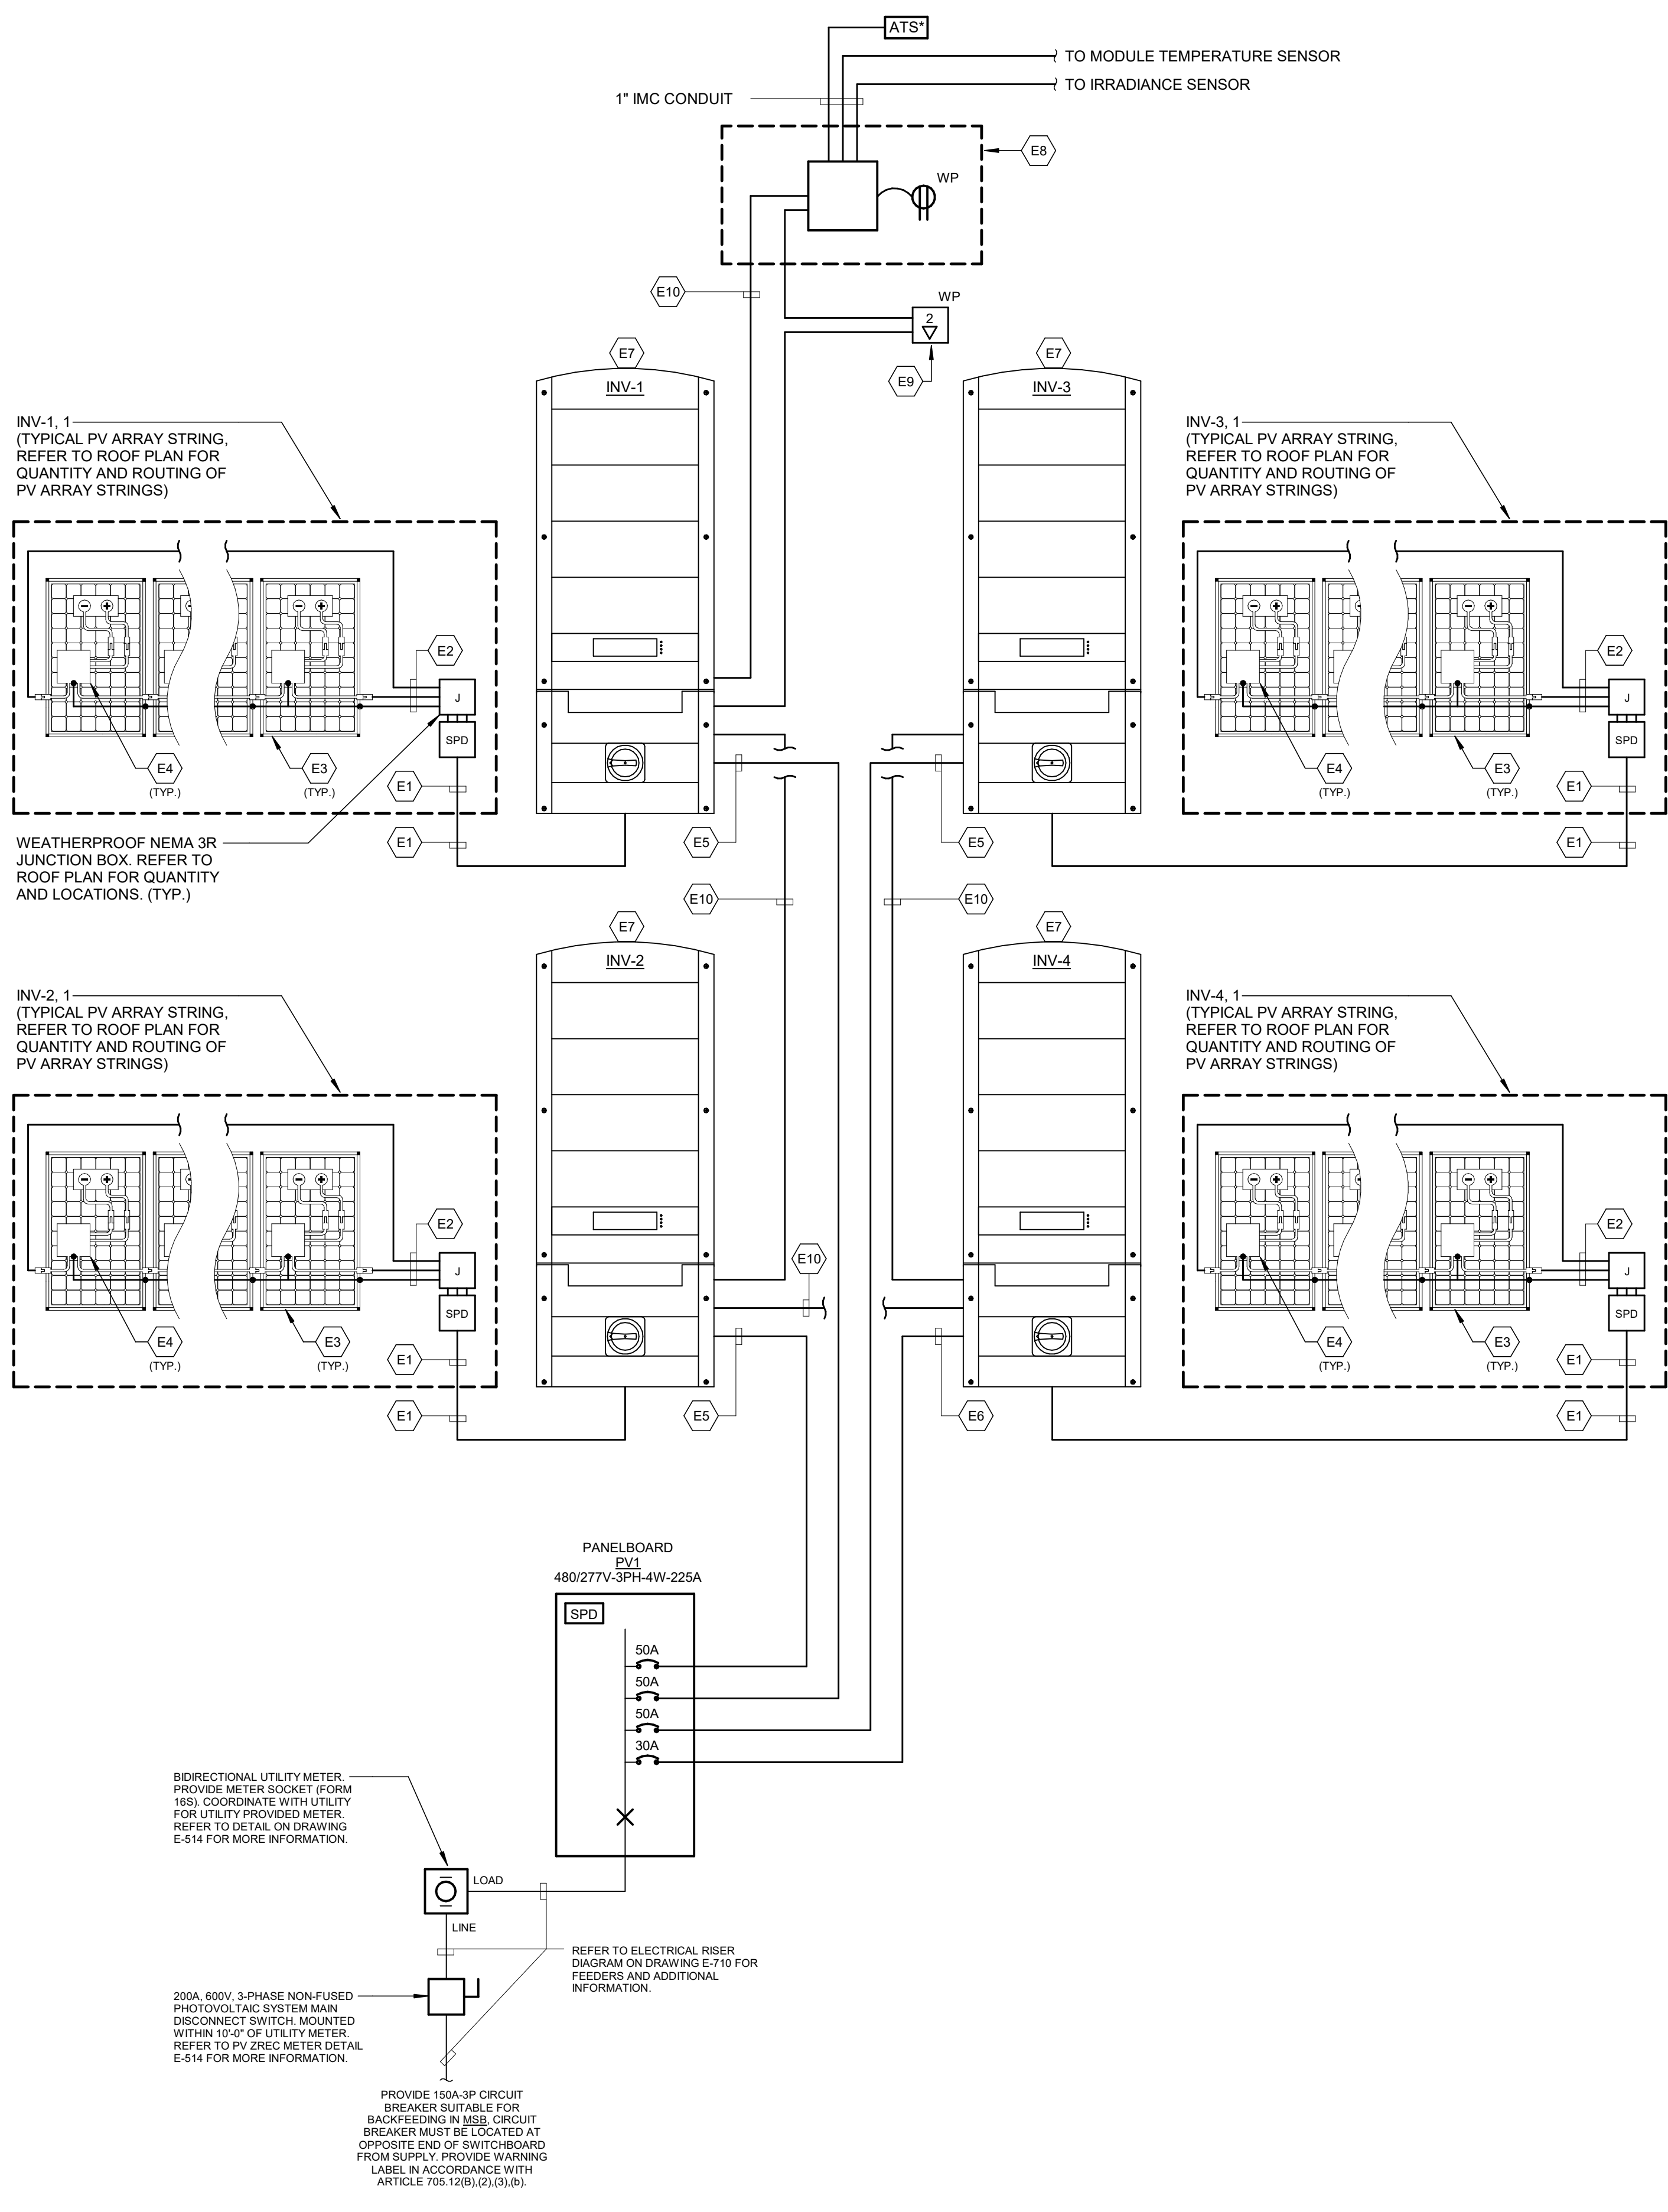 ATS*
TO MODULE TEMPERATURE SENSOR
TO IRRADIANCE SENSOR
1" IMC CONDUIT
E8
WP
E10
WP
2
E9
E7
INV-1
E7
INV-3
INV-1, 1
(TYPICAL PV ARRAY STRING,
REFER TO ROOF PLAN FOR
QUANTITY AND ROUTING OF
PV ARRAY STRINGS)
INV-3, 1
(TYPICAL PV ARRAY STRING,
REFER TO ROOF PLAN FOR
QUANTITY AND ROUTING OF
PV ARRAY STRINGS)
E2
J
SPD
E4
(TYP.)
E3
(TYP.)
E1
E1
E2
J
SPD
E4
(TYP.)
E3
(TYP.)
E1
E1
E5
E5
WEATHERPROOF NEMA 3R
JUNCTION BOX. REFER TO
ROOF PLAN FOR QUANTITY
AND LOCATIONS. (TYP.)
E10
E10
E7
INV-2
E7
INV-4
INV-2, 1
(TYPICAL PV ARRAY STRING,
REFER TO ROOF PLAN FOR
QUANTITY AND ROUTING OF
PV ARRAY STRINGS)
INV-4, 1
(TYPICAL PV ARRAY STRING,
REFER TO ROOF PLAN FOR
QUANTITY AND ROUTING OF
PV ARRAY STRINGS)
E2
J
SPD
E4
(TYP.)
E3
(TYP.)
E1
E1
E10
E2
J
SPD
E4
(TYP.)
E3
(TYP.)
E1
E1
E5
E6
PANELBOARD
PV1
480/277V-3PH-4W-225A
SPD
50A
50A
50A
30A
BIDIRECTIONAL UTILITY METER.
PROVIDE METER SOCKET (FORM
16S). COORDINATE WITH UTILITY
FOR UTILITY PROVIDED METER.
REFER TO DETAIL ON DRAWING
E-514 FOR MORE INFORMATION.
LOAD
LINE
REFER TO ELECTRICAL RISER
DIAGRAM ON DRAWING E-710 FOR
FEEDERS AND ADDITIONAL
INFORMATION.
200A, 600V, 3-PHASE NON-FUSED
PHOTOVOLTAIC SYSTEM MAIN
DISCONNECT SWITCH. MOUNTED
WITHIN 10'-0" OF UTILITY METER.
REFER TO PV ZREC METER DETAIL
E-514 FOR MORE INFORMATION.
PROVIDE 150A-3P CIRCUIT
BREAKER SUITABLE FOR
BACKFEEDING IN MSB, CIRCUIT
BREAKER MUST BE LOCATED AT
OPPOSITE END OF SWITCHBOARD
FROM SUPPLY. PROVIDE WARNING
LABEL IN ACCORDANCE WITH
ARTICLE 705.12(B),(2),(3),(b).